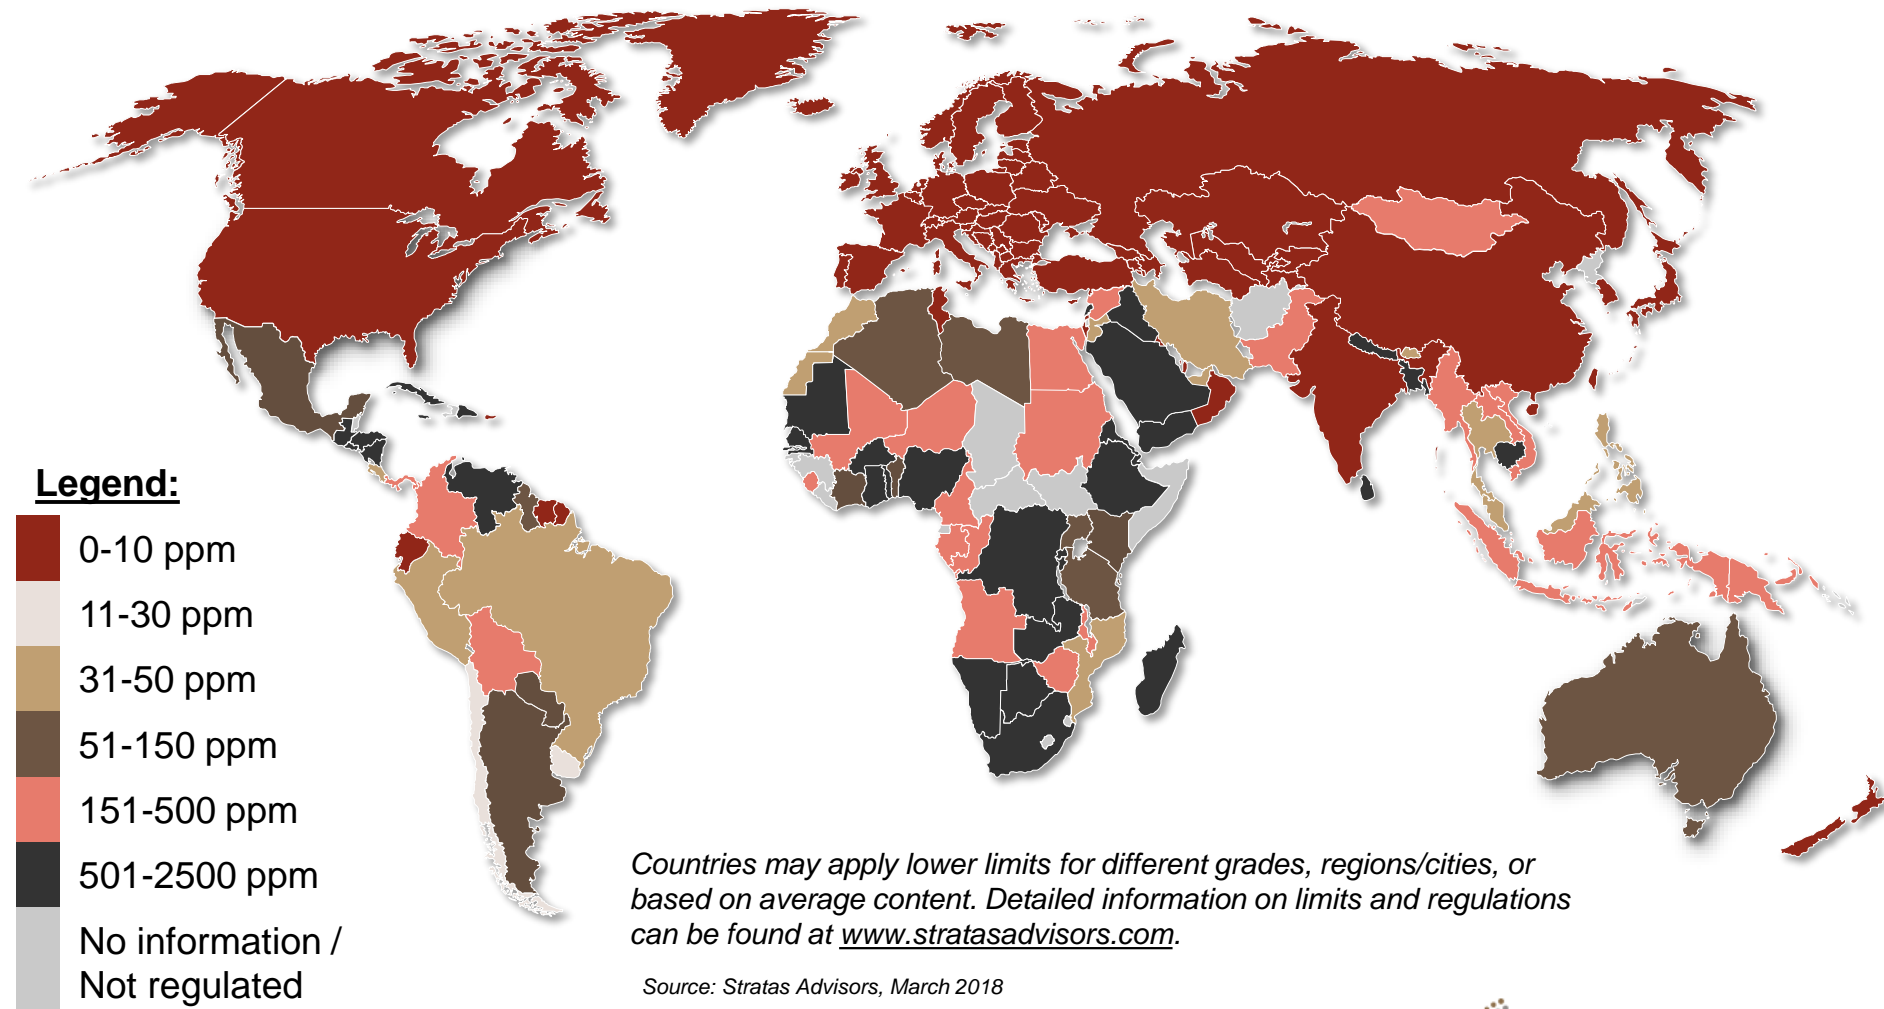 Legend:
0-10 ppm
11-30 ppm
31-50 ppm
51-150 ppm
151-500 ppm
501-2500 ppm
No information /
Not regulated
Countries may apply lower limits for different grades, regions/cities, or
based on average content. Detailed information on limits and regulations
can be found at www.stratasadvisors.com.
Source: Stratas Advisors, March 2018